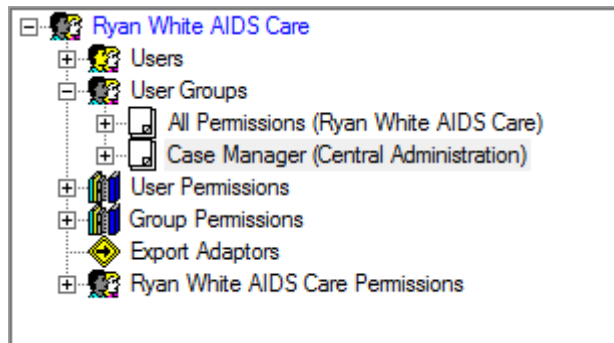 Ryan White AIDS Care
Users
User Groups
All Permissions (Ryan White AIDS Care)
Case Manager (Central Administration)
User Permissions
Group Permissions
Export Adaptors
Ryan White AIDS Care Permissions